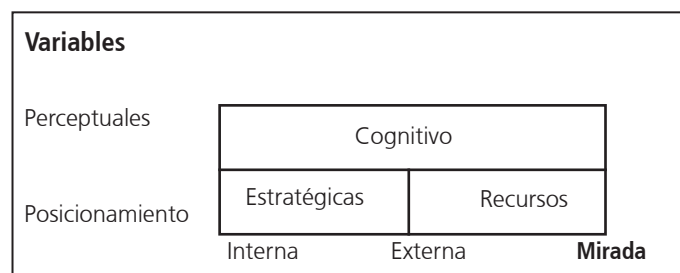 Variables
Perceptuales
Cognitivo
Estratégicas Recursos
Posicionamiento
Interna Externa Mirada